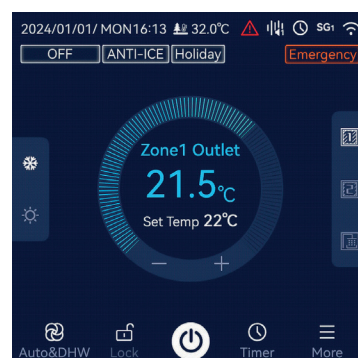 2024/01/01/ MON16:13 32.0℃ SG1
OFF ANTI-ICE Holiday Emergency
Zone1 Outlet
21.5℃
Set Temp 22℃
Auto&DHW Lock Timer More